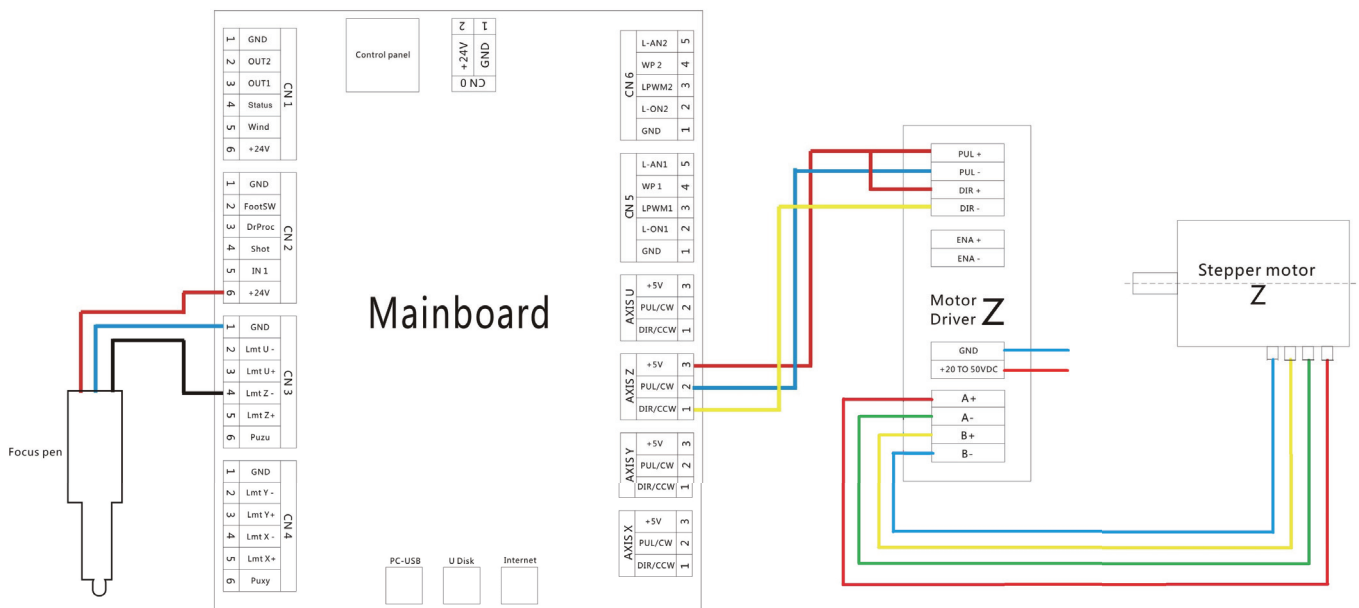 Control panel
2 1
+24V GND
CN 0
1 GND
2 OUT2
3 OUT1
4 Status
5 Wind
6 +24V
CN 1
1 GND
2 FootSW
3 DrProc
4 Shot
5 IN 1
6 +24V
CN 2
1 GND
2 Lmt U -
3 Lmt U+
4 Lmt Z -
5 Lmt Z+
6 Puzu
CN 3
1 GND
2 Lmt Y -
3 Lmt Y+
4 Lmt X -
5 Lmt X+
6 Puxy
CN 4
Focus pen
Mainboard
PC-USB
U Disk
Internet
CN 6
L-AN2 5
WP 2 4
LPWM2 3
L-ON2 2
GND 1
CN 5
L-AN1 5
WP 1 4
LPWM1 3
L-ON1 2
GND 1
AXIS U
+5V 3
PUL/CW 2
DIR/CCW 1
AXIS Z
+5V 3
PUL/CW 2
DIR/CCW 1
AXIS Y
+5V 3
PUL/CW 2
DIR/CCW 1
AXIS X
+5V 3
PUL/CW 2
DIR/CCW 1
PUL +
PUL -
DIR +
DIR -
ENA +
ENA -
Motor
Driver Z
GND
+20 TO 50VDC
A+
A-
B+
B-
Stepper motor
Z